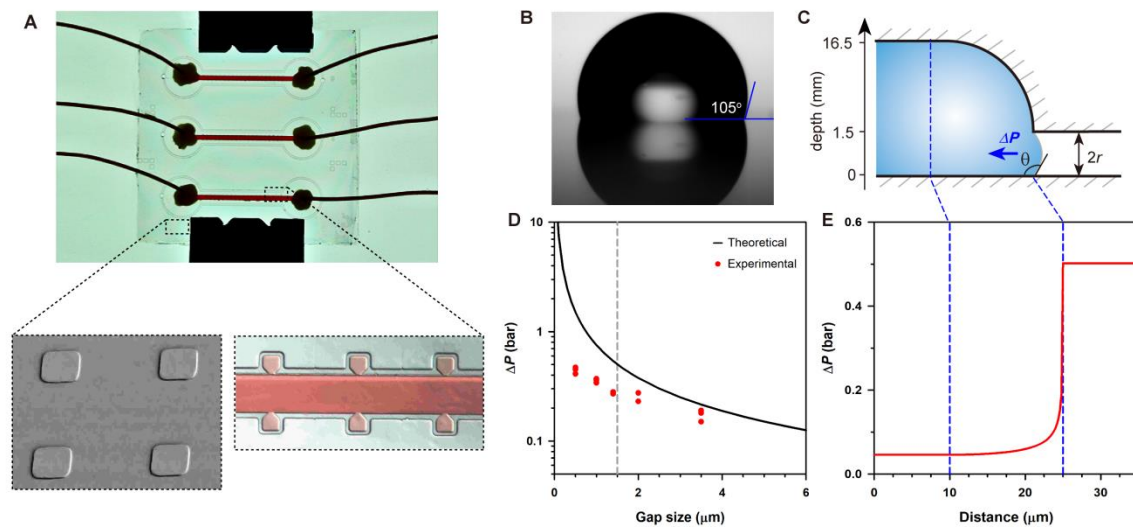 A
B
105°
C
depth (mm)
16.5
1.5
0
ΔP
θ
2r
D
ΔP (bar)
10
1
0.1
Theoretical
Experimental
0
2
4
6
Gap size (μm)
E
ΔP (bar)
0.6
0.4
0.2
0.0
0
10
20
30
Distance (μm)